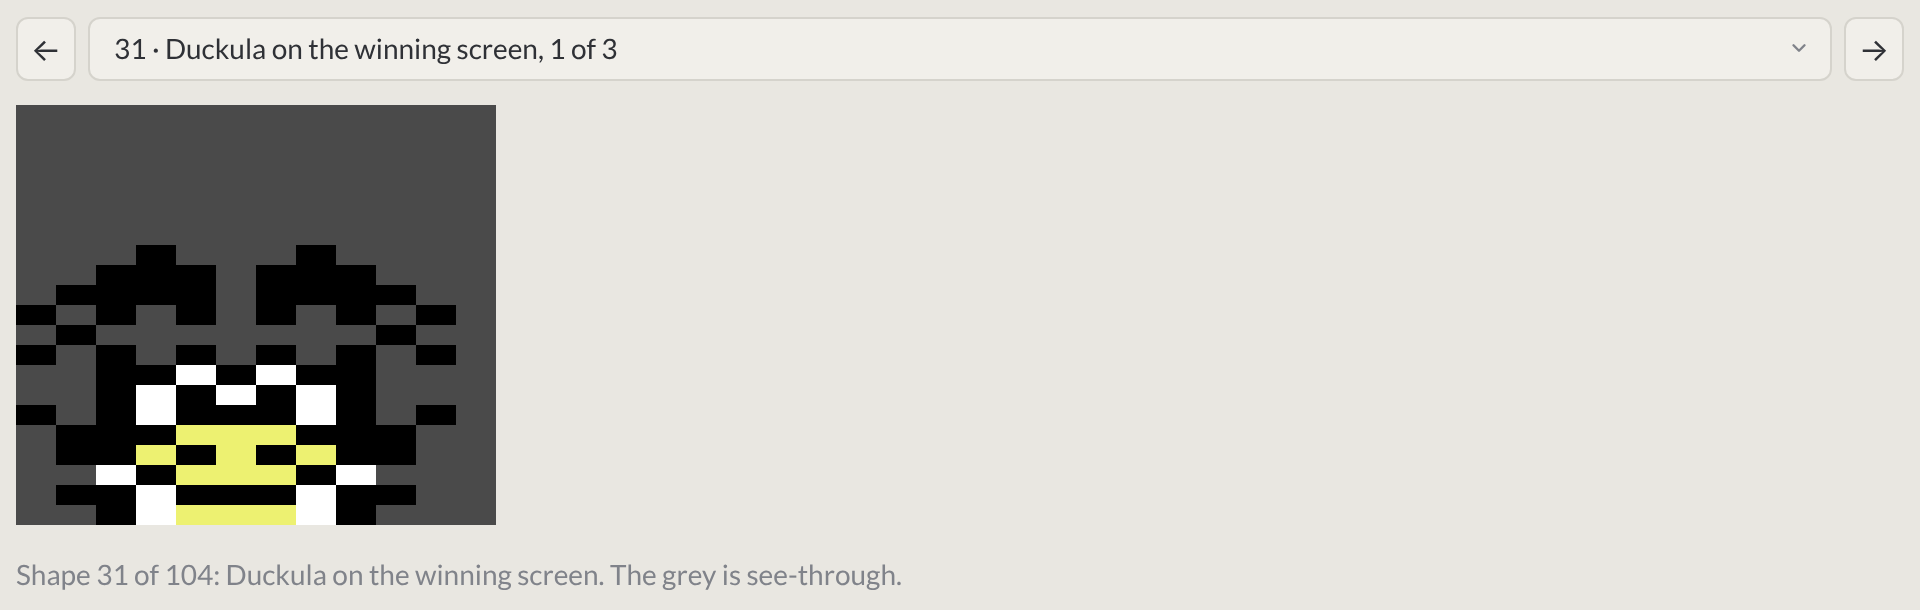 31 · Duckula on the winning screen, 1 of 3
Shape 31 of 104: Duckula on the winning screen. The grey is see-through.